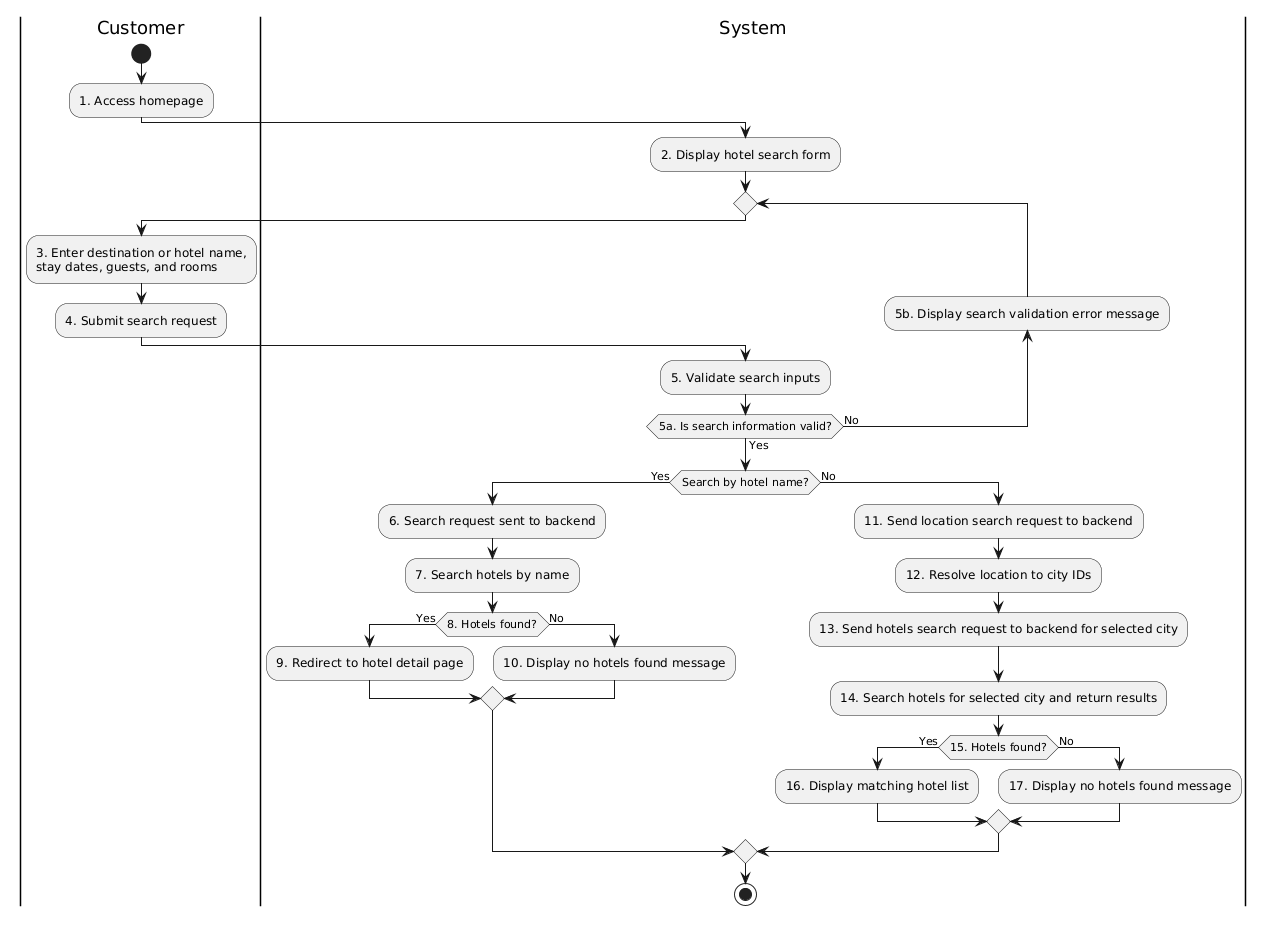 Customer
System
1. Access homepage
2. Display hotel search form
3. Enter destination or hotel name,
stay dates, guests, and rooms
4. Submit search request
5b. Display search validation error message
5. Validate search inputs
5a. Is search information valid?
No
Yes
Search by hotel name?
Yes
No
6. Search request sent to backend
7. Search hotels by name
8. Hotels found?
Yes
No
9. Redirect to hotel detail page
10. Display no hotels found message
11. Send location search request to backend
12. Resolve location to city IDs
13. Send hotels search request to backend for selected city
14. Search hotels for selected city and return results
15. Hotels found?
Yes
No
16. Display matching hotel list
17. Display no hotels found message